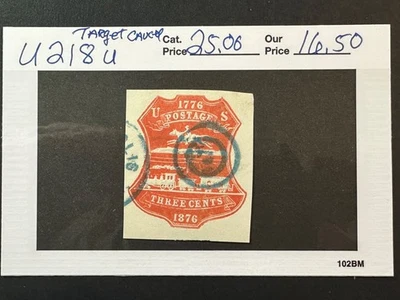 TARGET CANCEL
U218U
Cat. Price 25.00
Our Price 16.50
1776
U POSTAGE S
THREE CENTS
1876
102BM